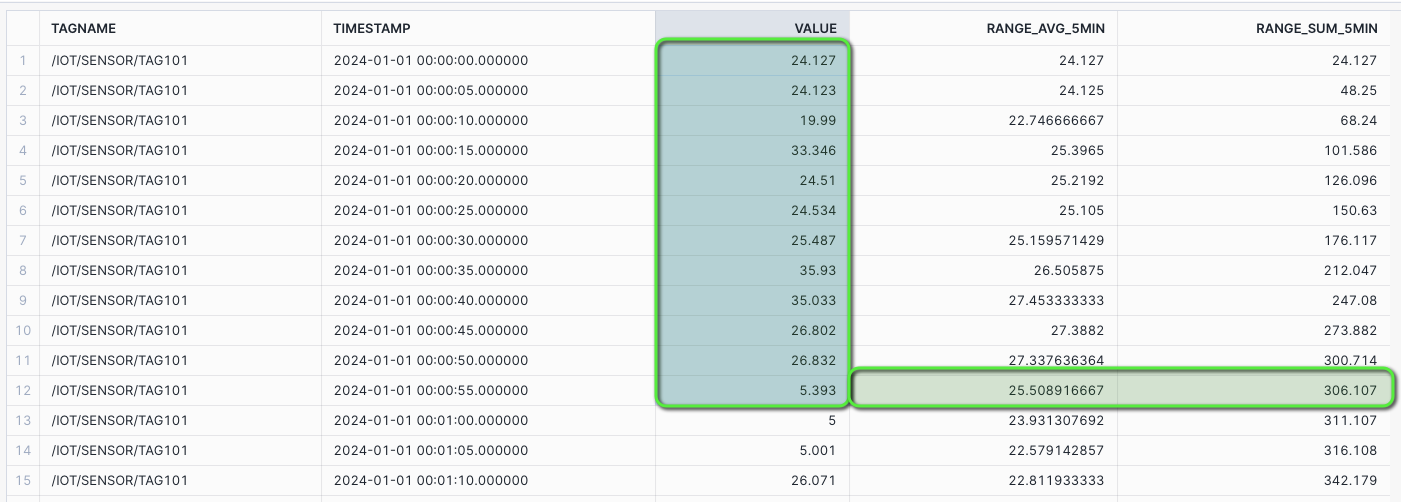 TAGNAME TIMESTAMP VALUE RANGE_AVG_5MIN RANGE_SUM_5MIN
1 /IOT/SENSOR/TAG101 2024-01-01 00:00:00.000000 24.127 24.127 24.127
2 /IOT/SENSOR/TAG101 2024-01-01 00:00:05.000000 24.123 24.125 48.25
3 /IOT/SENSOR/TAG101 2024-01-01 00:00:10.000000 19.99 22.746666667 68.24
4 /IOT/SENSOR/TAG101 2024-01-01 00:00:15.000000 33.346 25.3965 101.586
5 /IOT/SENSOR/TAG101 2024-01-01 00:00:20.000000 24.51 25.2192 126.096
6 /IOT/SENSOR/TAG101 2024-01-01 00:00:25.000000 24.534 25.105 150.63
7 /IOT/SENSOR/TAG101 2024-01-01 00:00:30.000000 25.487 25.159571429 176.117
8 /IOT/SENSOR/TAG101 2024-01-01 00:00:35.000000 35.93 26.505875 212.047
9 /IOT/SENSOR/TAG101 2024-01-01 00:00:40.000000 35.033 27.453333333 247.08
10 /IOT/SENSOR/TAG101 2024-01-01 00:00:45.000000 26.802 27.3882 273.882
11 /IOT/SENSOR/TAG101 2024-01-01 00:00:50.000000 26.832 27.337636364 300.714
12 /IOT/SENSOR/TAG101 2024-01-01 00:00:55.000000 5.393 25.508916667 306.107
13 /IOT/SENSOR/TAG101 2024-01-01 00:01:00.000000 5 23.931307692 311.107
14 /IOT/SENSOR/TAG101 2024-01-01 00:01:05.000000 5.001 22.579142857 316.108
15 /IOT/SENSOR/TAG101 2024-01-01 00:01:10.000000 26.071 22.811933333 342.179